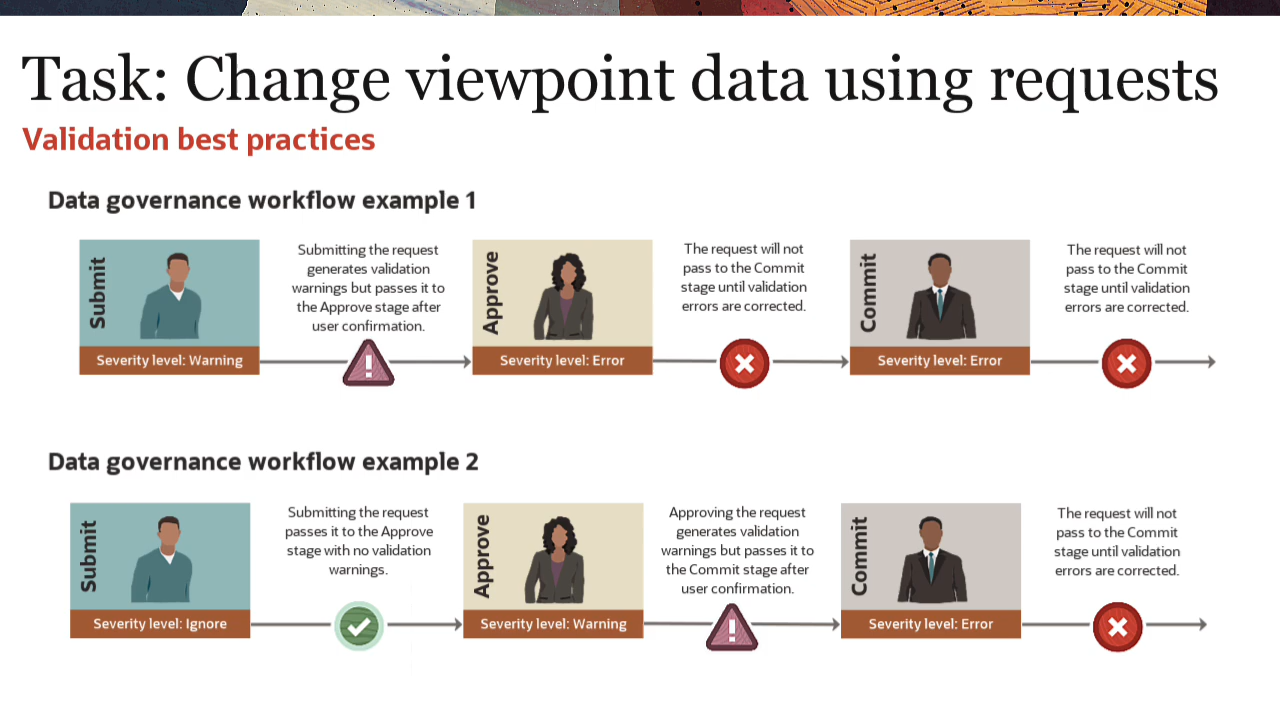 Task: Change viewpoint data using requests
Validation best practices
Data governance workflow example 1
Submit
Severity level: Warning
Submitting the request
generates validation
warnings but passes it to
the Approve stage after
user confirmation.
Approve
Severity level: Error
The request will not
pass to the Commit
stage until validation
errors are corrected.
Commit
Severity level: Error
The request will not
pass to the Commit
stage until validation
errors are corrected.
Data governance workflow example 2
Submit
Severity level: Ignore
Submitting the request
passes it to the Approve
stage with no validation
warnings.
Approve
Severity level: Warning
Approving the request
generates validation
warnings but passes it to
the Commit stage after
user confirmation.
Commit
Severity level: Error
The request will not
pass to the Commit
stage until validation
errors are corrected.